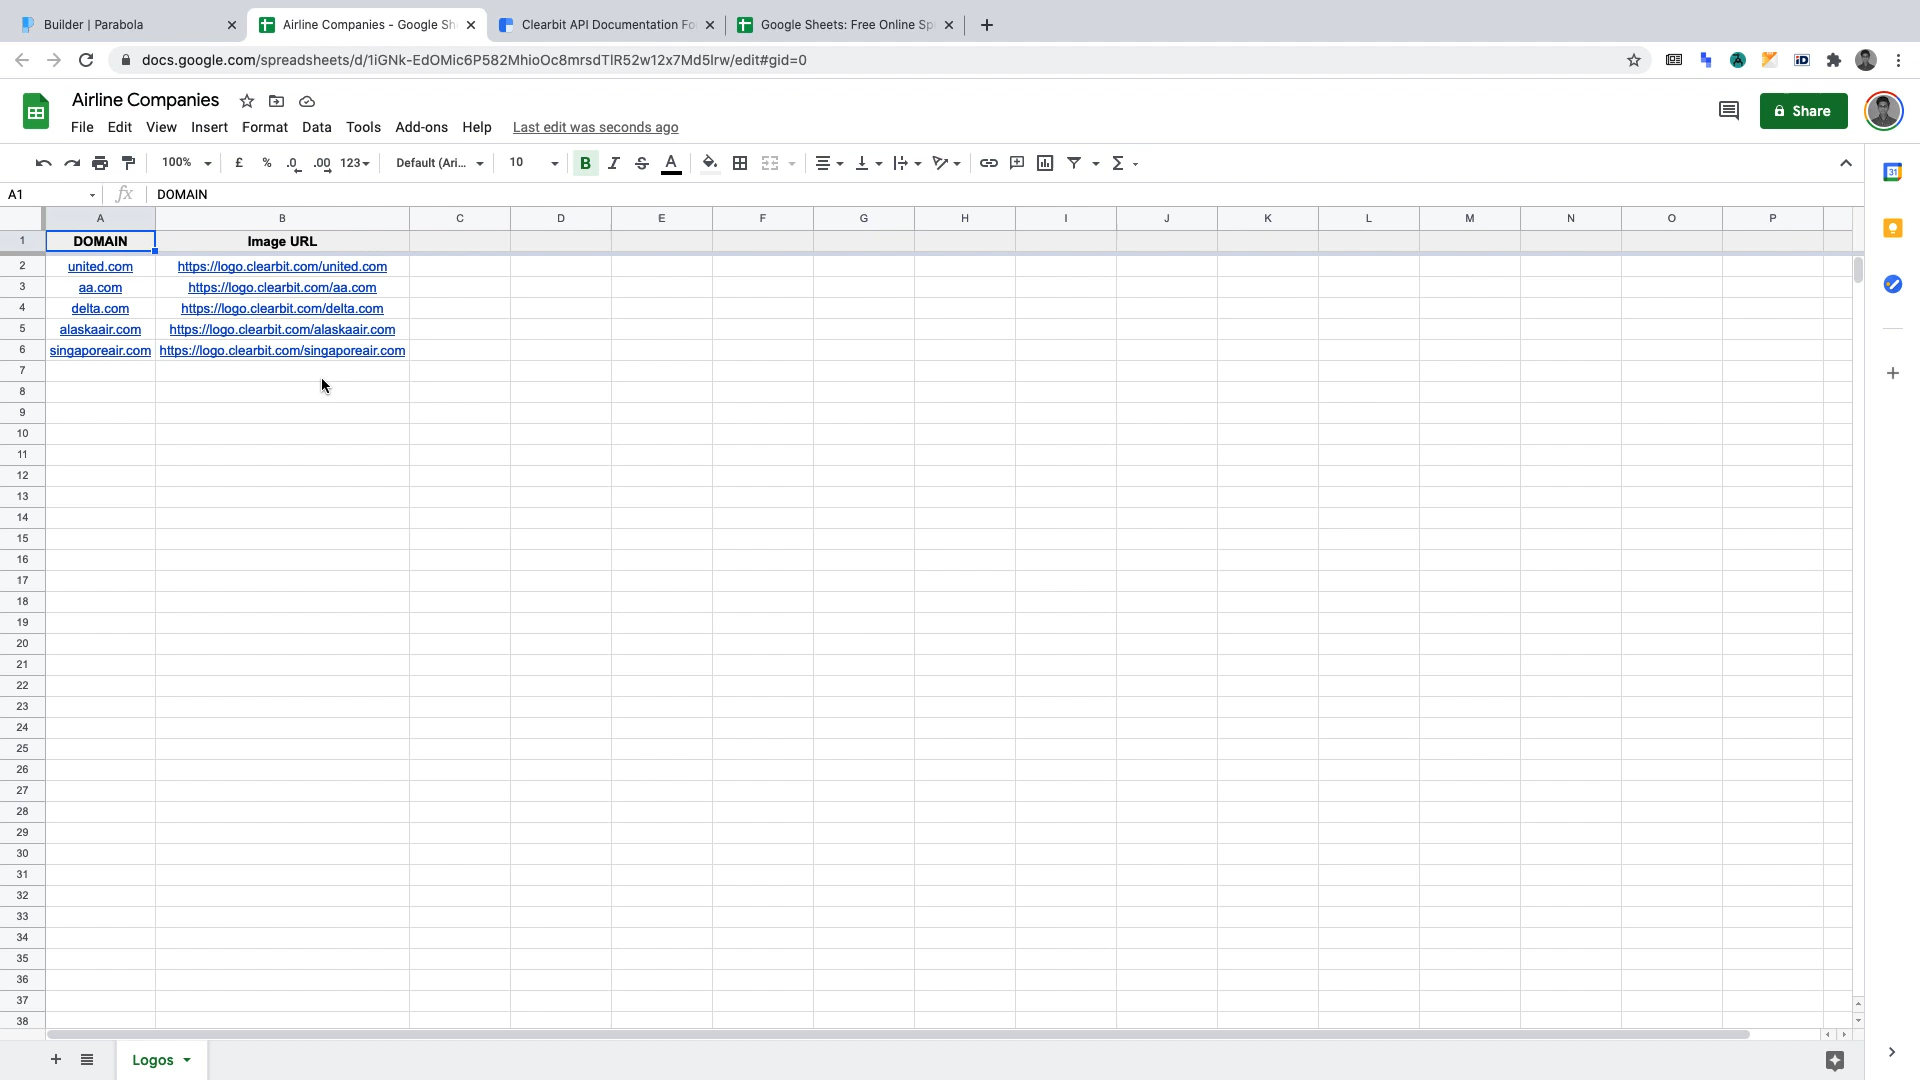 Builder | Parabola
Airline Companies - Google Sh
Clearbit API Documentation Fo
Google Sheets: Free Online Sp
docs.google.com/spreadsheets/d/1iGNk-EdOMic6P582MhioOc8mrsdTlR52w12x7Md5lrw/edit#gid=0
Airline Companies
File Edit View Insert Format Data Tools Add-ons Help Last edit was seconds ago
Share
100% £ % .0 .00 123 Default (Ari... 10 B I S A Σ
31
A1 fx DOMAIN
A B C D E F G H I J K L M N O P
1 DOMAIN Image URL
2 united.com https://logo.clearbit.com/united.com
3 aa.com https://logo.clearbit.com/aa.com
4 delta.com https://logo.clearbit.com/delta.com
5 alaskaair.com https://logo.clearbit.com/alaskaair.com
6 singaporeair.com https://logo.clearbit.com/singaporeair.com
7
8
9
10
11
12
13
14
15
16
17
18
19
20
21
22
23
24
25
26
27
28
29
30
31
32
33
34
35
36
37
38
Logos